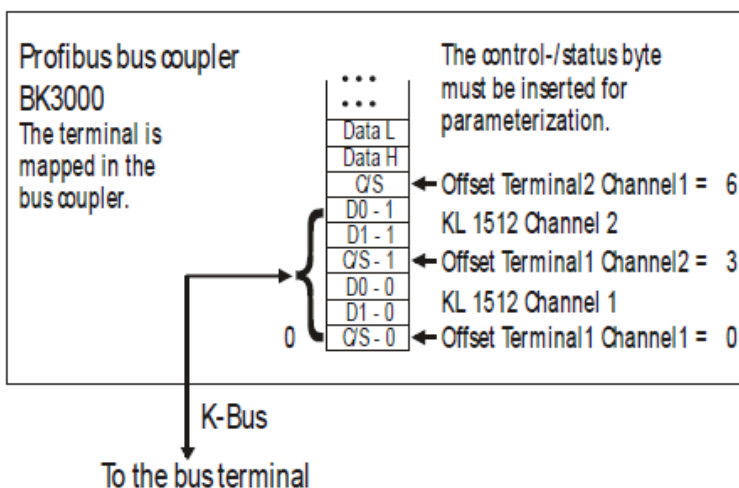 Profibus bus coupler
BK3000
The terminal is
mapped in the
bus coupler.
The control-/status byte
must be inserted for
parameterization.
• • •
• • •
Data L
Data H
C/S
D0 - 1
D1 - 1
C/S - 1
D0 - 0
D1 - 0
C/S - 0
0
Offset Terminal2 Channel1 = 6
KL 1512 Channel 2
Offset Terminal1 Channel2 = 3
KL 1512 Channel 1
Offset Terminal1 Channel1 = 0
K-Bus
To the bus terminal